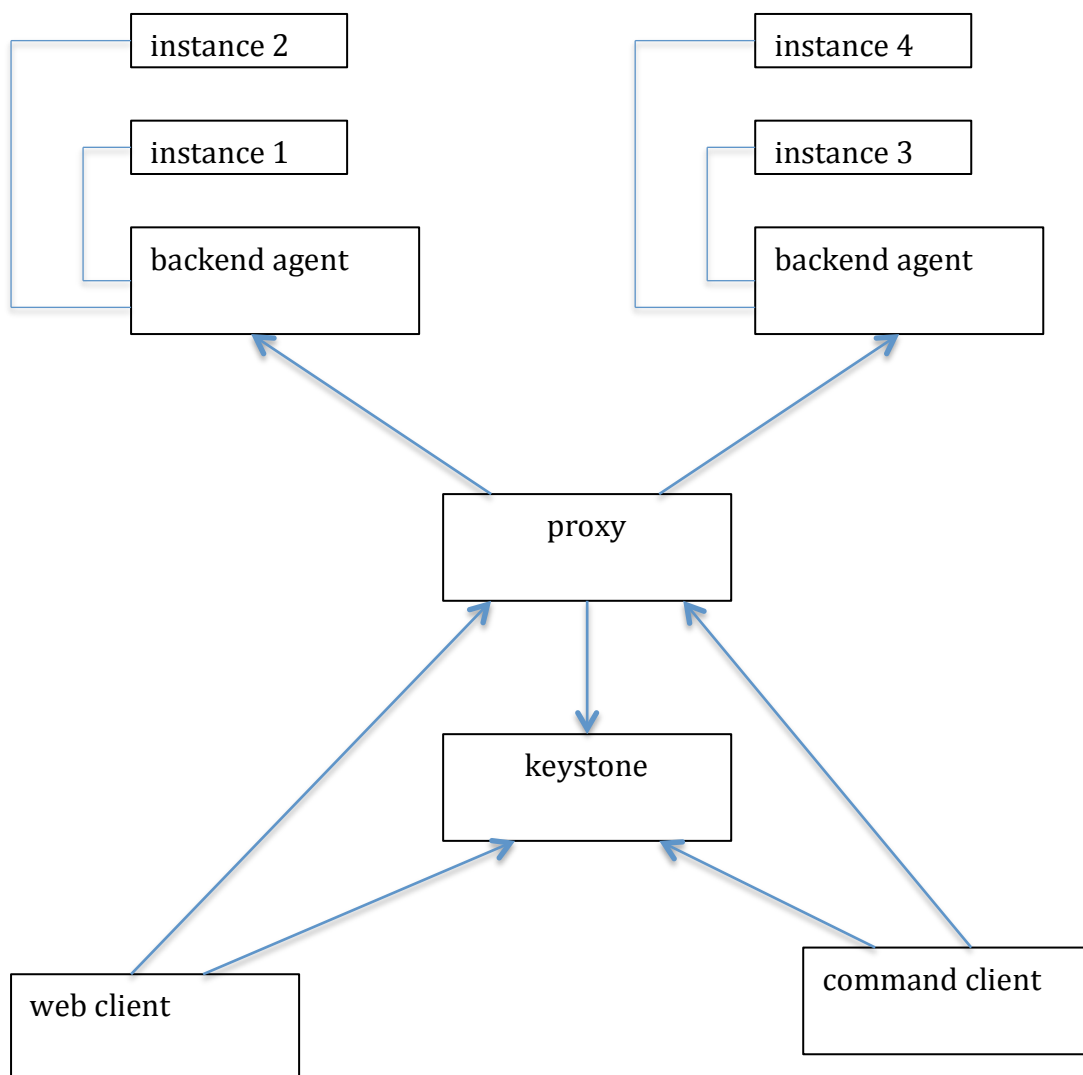 instance 2
instance 4
instance 1
instance 3
backend agent
backend agent
proxy
keystone
web client
command client